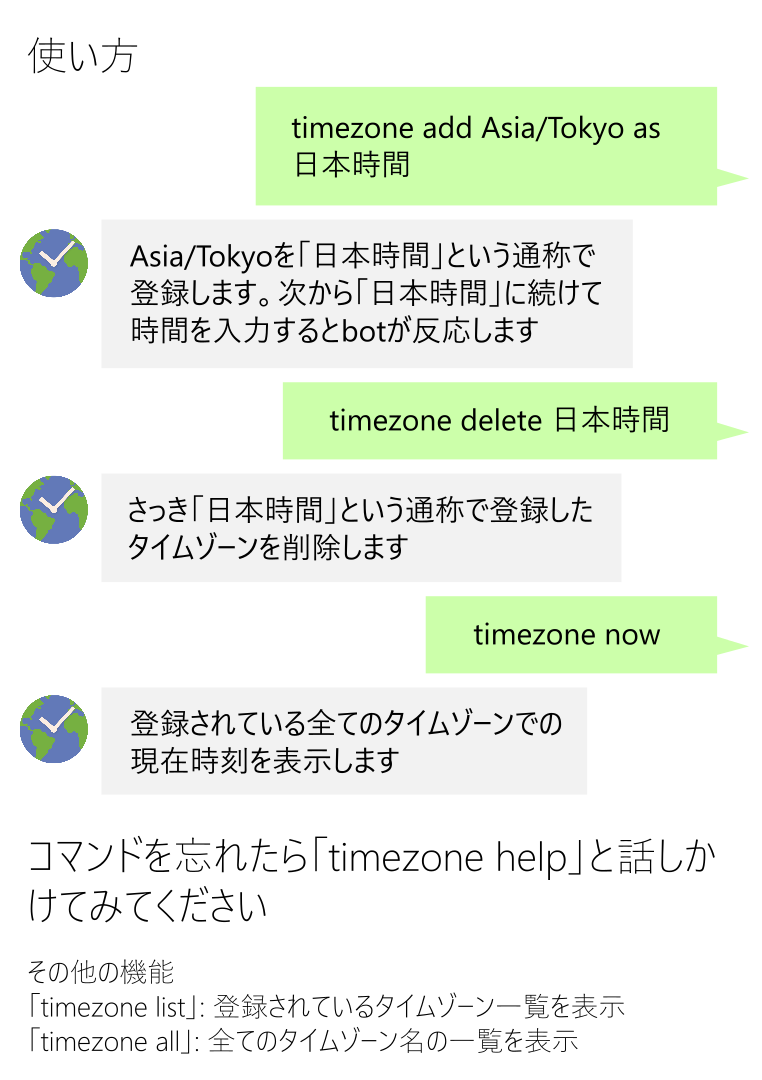 使い方
timezone add Asia/Tokyo as
日本時間
Asia/Tokyoを「日本時間」という通称で
登録します。次から「日本時間」に続けて
時間を入力するとbotが反応します
timezone delete 日本時間
さっき「日本時間」という通称で登録した
タイムゾーンを削除します
timezone now
登録されている全てのタイムゾーンでの
現在時刻を表示します
コマンドを忘れたら「timezone help」と話しか
けてみてください
その他の機能
「timezone list」: 登録されているタイムゾーン一覧を表示
「timezone all」: 全てのタイムゾーン名の一覧を表示